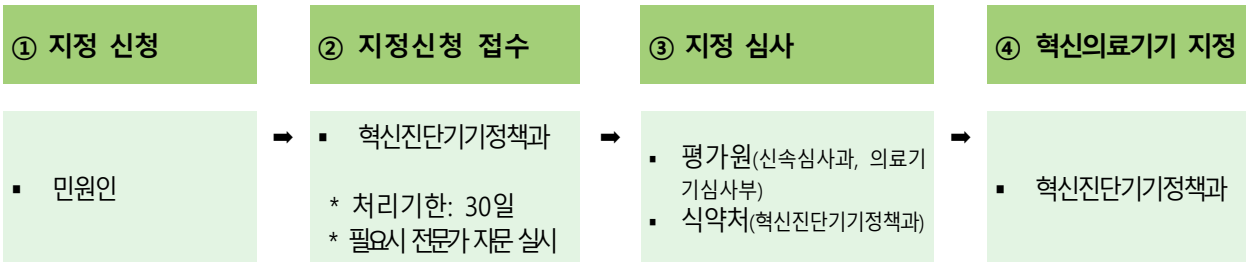 ① 지정 신청
② 지정신청 접수
③ 지정 심사
④ 혁신의료기기 지정
▪ 민원인
➡
▪ 혁신진단기기정책과
* 처리기한: 30일
* 필요시 전문가 자문 실시
➡
▪ 평가원(신속심사과, 의료기
기심사부)
▪ 식약처(혁신진단기기정책과)
➡
▪ 혁신진단기기정책과